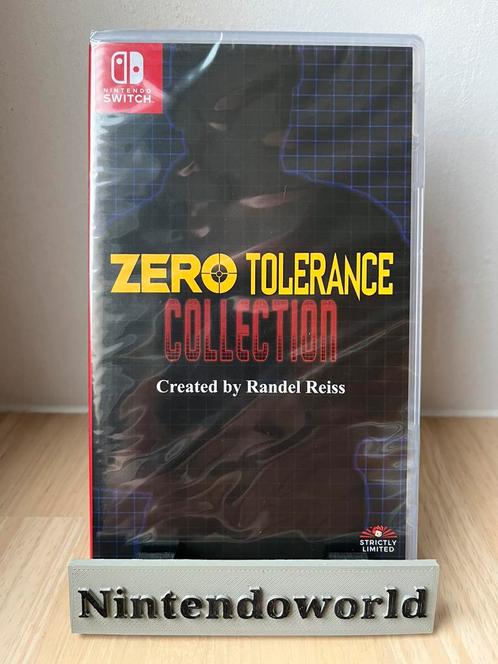 NINTENDO
SWITCH
ZERO TOLERANCE
COLLECTION
Created by Randel Reiss
STRICTLY
LIMITED
Nintendoworld